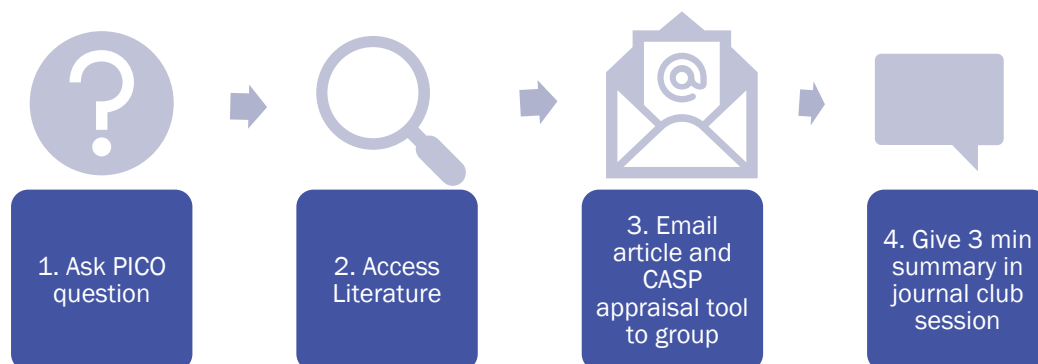 1. Ask PICO
question
2. Access
Literature
3. Email
article and
CASP
appraisal tool
to group
4. Give 3 min
summary in
journal club
session